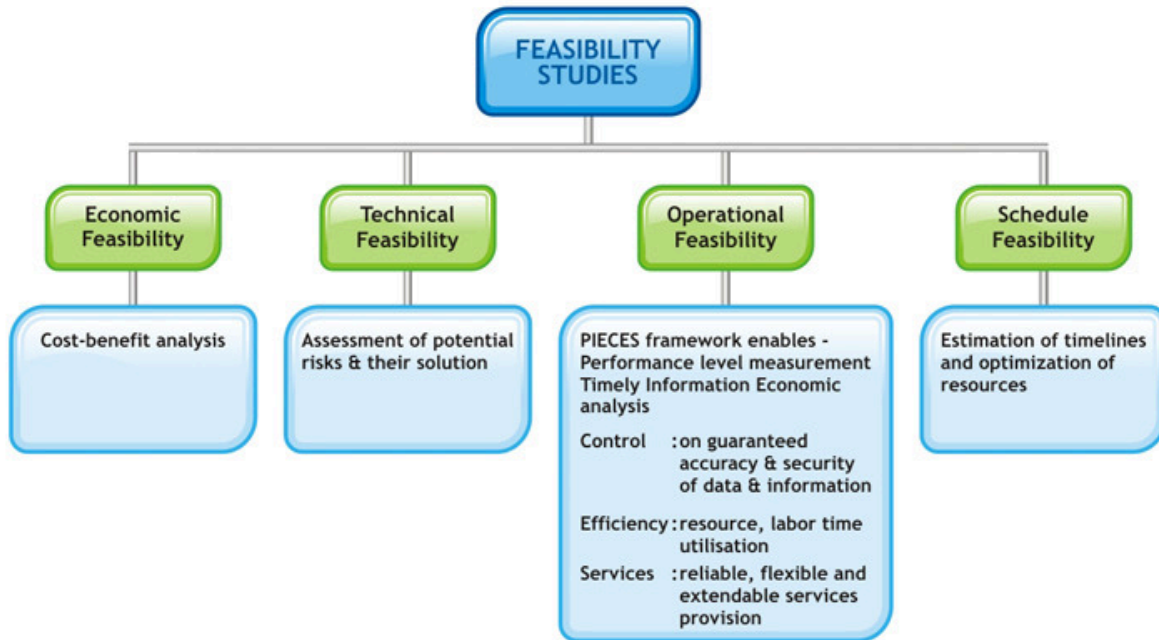 FEASIBILITY
STUDIES
Economic
Feasibility
Technical
Feasibility
Operational
Feasibility
Schedule
Feasibility
Cost-benefit analysis
Assessment of potential
risks & their solution
PIECES framework enables -
Performance level measurement
Timely Information Economic
analysis
Control : on guaranteed
accuracy & security
of data & information
Efficiency : resource, labor time
utilisation
Services : reliable, flexible and
extendable services
provision
Estimation of timelines
and optimization of
resources